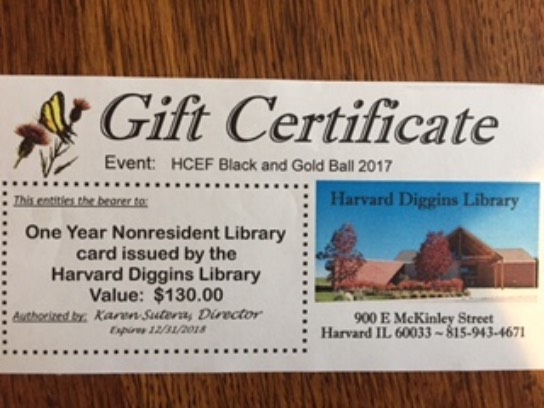 Gift Certificate
Event: HCEF Black and Gold Ball 2017
This entitles the bearer to:
One Year Nonresident Library
card issued by the
Harvard Diggins Library
Value: $130.00
Authorized by: Karen Sutera, Director
Expires 12/31/2018
Harvard Diggins Library
900 E McKinley Street
Harvard IL 60033 ~ 815-943-4671